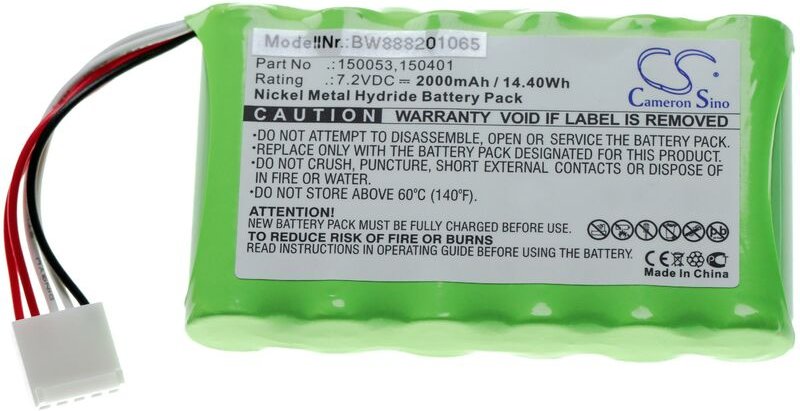 Model!Nr:BW888201065
Part No :150053,150401
Rating :7.2VDC ⎓ 2000mAh / 14.40Wh
Nickel Metal Hydride Battery Pack
CS
Cameron Sino
CAUTION WARRANTY VOID IF LABEL IS REMOVED
•DO NOT ATTEMPT TO DISASSEMBLE, OPEN OR SERVICE THE BATTERY PACK.
•REPLACE ONLY WITH THE BATTERY DESIGNATED FOR THIS PRODUCT.
•DO NOT CRUSH, PUNCTURE, SHORT EXTERNAL CONTACTS OR DISPOSE OF
IN FIRE OR WATER.
•DO NOT STORE ABOVE 60°C (140°F).
ATTENTION!
NEW BATTERY PACK MUST BE FULLY CHARGED BEFORE USE.
TO REDUCE RISK OF FIRE OR BURNS
READ INSTRUCTIONS IN OPERATING GUIDE BEFORE USING BATTERY PACK.
CE Made In China